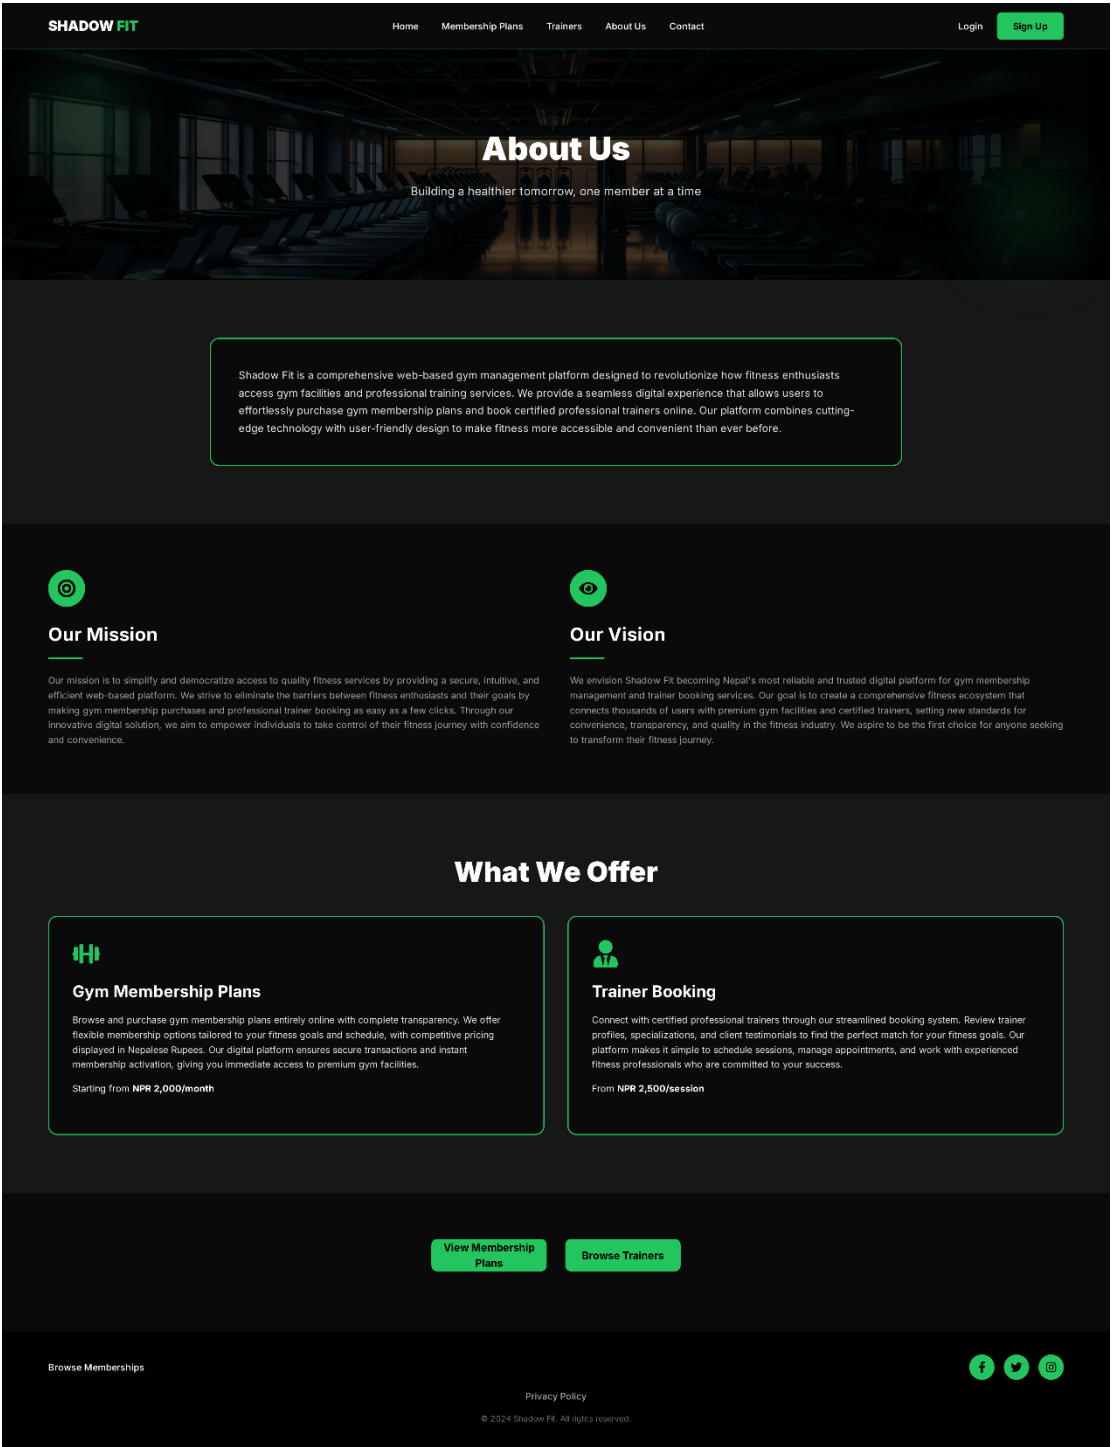 SHADOW FIT
Home Membership Plans Trainers About Us Contact
Login Sign Up
About Us
Building a healthier tomorrow, one member at a time
Shadow Fit is a comprehensive web-based gym management platform designed to revolutionize how fitness enthusiasts
access gym facilities and professional training services. We provide a seamless digital experience that allows users to
effortlessly purchase gym membership plans and book certified professional trainers online. Our platform combines cutting-
edge technology with user-friendly design to make fitness more accessible and convenient than ever before.
Our Mission
Our mission is to simplify and democratize access to quality fitness services by providing a secure, intuitive, and
efficient web-based platform. We strive to eliminate the barriers between fitness enthusiasts and their goals by
making gym membership purchases and professional trainer booking as easy as a few clicks. Through our
innovative digital solution, we aim to empower individuals to take control of their fitness journey with confidence
and convenience.
Our Vision
We envision Shadow Fit becoming Nepal's most reliable and trusted digital platform for gym membership
management and trainer booking services. Our goal is to create a comprehensive fitness ecosystem that
connects thousands of users with premium gym facilities and certified trainers, setting new standards for
convenience, transparency, and quality in the fitness industry. We aspire to be the first choice for anyone seeking
to transform their fitness journey.
What We Offer
Gym Membership Plans
Browse and purchase gym membership plans entirely online with complete transparency. We offer
flexible membership options tailored to your fitness goals and schedule, with competitive pricing
displayed in Nepalese Rupees. Our digital platform ensures secure transactions and instant
membership activation, giving you immediate access to premium gym facilities.
Starting from NPR 2,000/month
Trainer Booking
Connect with certified professional trainers through our streamlined booking system. Review trainer
profiles, specializations, and client testimonials to find the perfect match for your fitness goals. Our
platform makes it simple to schedule sessions, manage appointments, and work with experienced
fitness professionals who are committed to your success.
From NPR 2,500/session
View Membership
Plans
Browse Trainers
Browse Memberships
Privacy Policy
© 2024 Shadow Fit. All rights reserved.